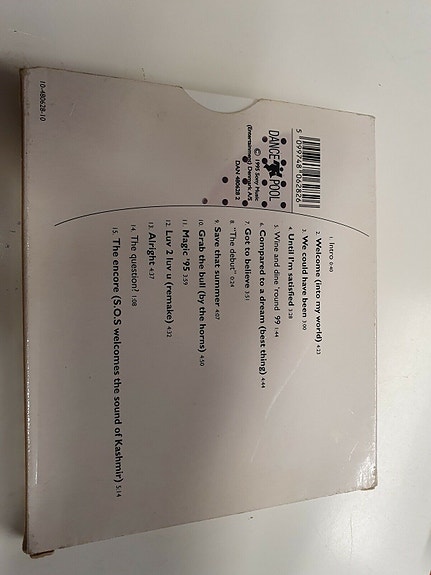 5 099748 062826
DANCE POOL
© 1995 Sony Music
(Entertainment) Denmark A/S
DAN 480628 2
1. Intro 0:40
2. Welcome (into my world) 4:23
3. We could have been 3:00
4. Until I'm satisfied 3:28
5. Wine and dine 'round 99 1:44
6. Compared to a dream (best thing) 4:44
7. Got to believe 3:51
8. "The debut" 0:24
9. Save that summer 4:07
10. Grab the bull (by the horns) 4:50
11. Magic '95 3:59
12. Luv 2 luv u (remake) 4:32
13. Alright 4:37
14. The question? 1:08
15. The encore (S.O.S welcomes the sound of Kashmir) 5:14
10-480628-10